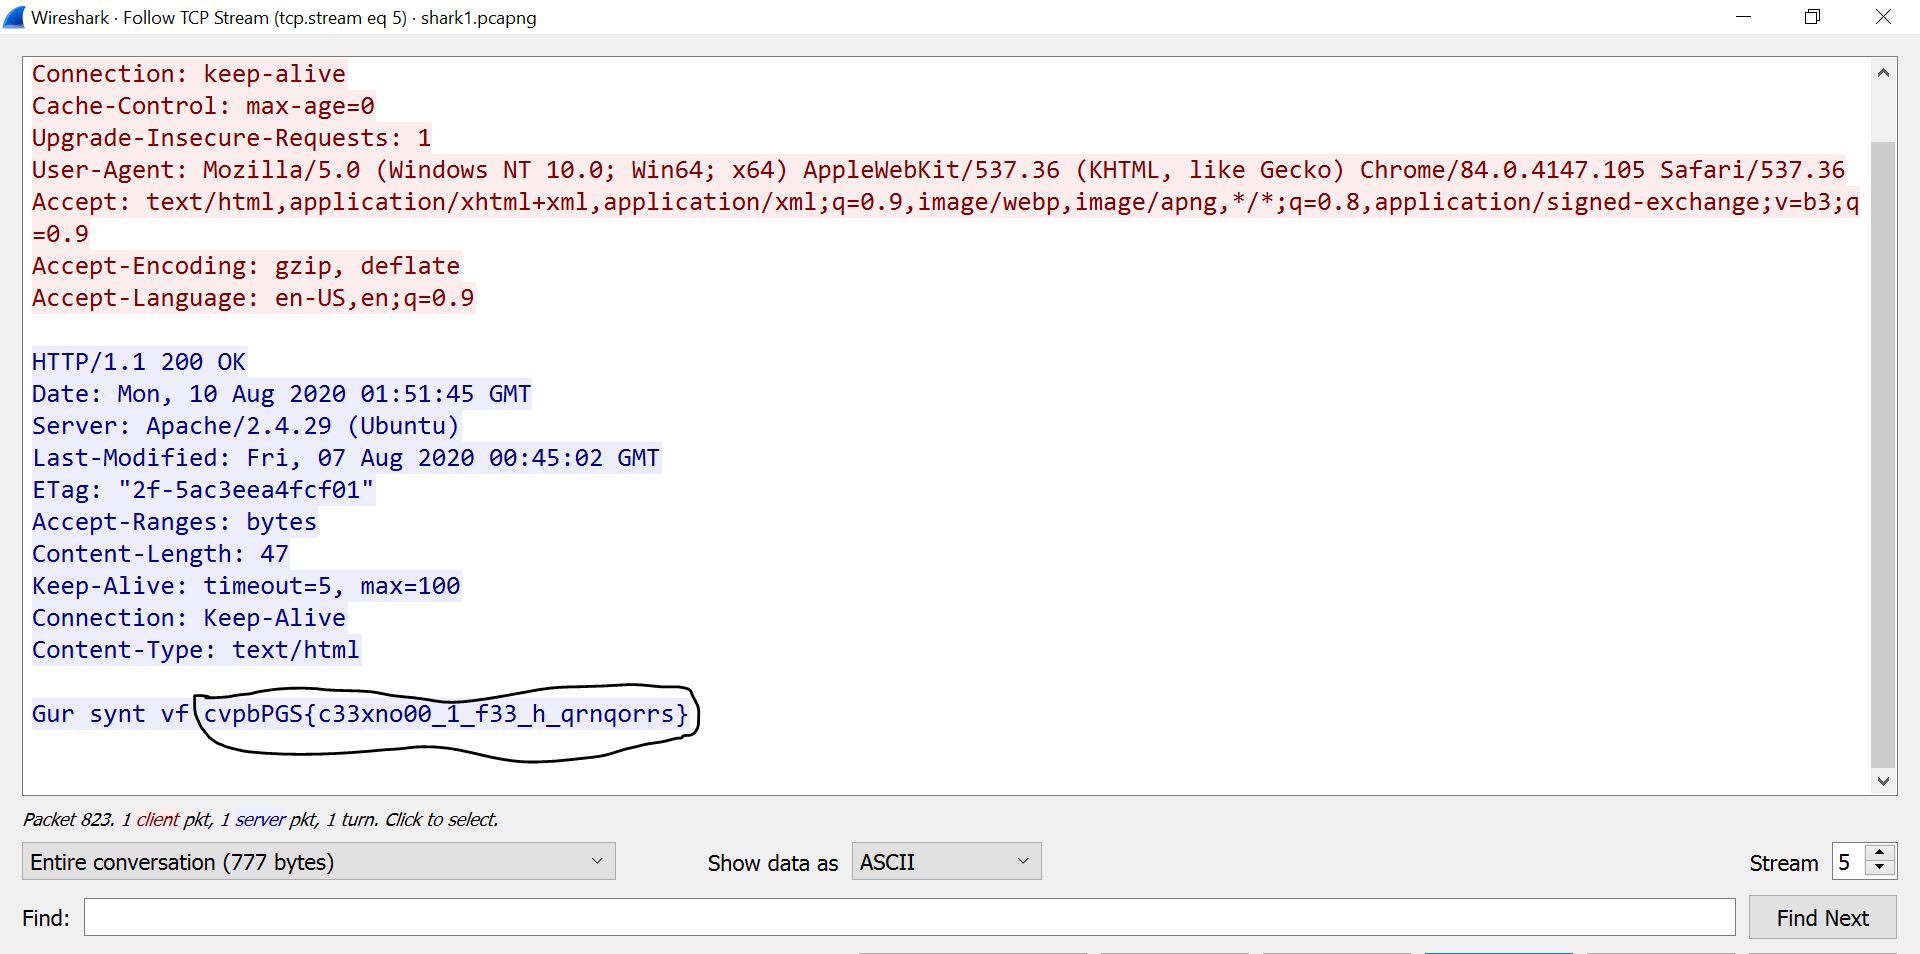 Wireshark · Follow TCP Stream (tcp.stream eq 5) · shark1.pcapng
Connection: keep-alive
Cache-Control: max-age=0
Upgrade-Insecure-Requests: 1
User-Agent: Mozilla/5.0 (Windows NT 10.0; Win64; x64) AppleWebKit/537.36 (KHTML, like Gecko) Chrome/84.0.4147.105 Safari/537.36
Accept: text/html,application/xhtml+xml,application/xml;q=0.9,image/webp,image/apng,*/*;q=0.8,application/signed-exchange;v=b3;q
=0.9
Accept-Encoding: gzip, deflate
Accept-Language: en-US,en;q=0.9
HTTP/1.1 200 OK
Date: Mon, 10 Aug 2020 01:51:45 GMT
Server: Apache/2.4.29 (Ubuntu)
Last-Modified: Fri, 07 Aug 2020 00:45:02 GMT
ETag: "2f-5ac3eea4fcf01"
Accept-Ranges: bytes
Content-Length: 47
Keep-Alive: timeout=5, max=100
Connection: Keep-Alive
Content-Type: text/html
Gur synt vf cvpbPGS{c33xno00_1_f33_h_qrnqorrs}
Packet 823. 1 client pkt, 1 server pkt, 1 turn. Click to select.
Entire conversation (777 bytes) Show data as ASCII Stream 5
Find: Find Next